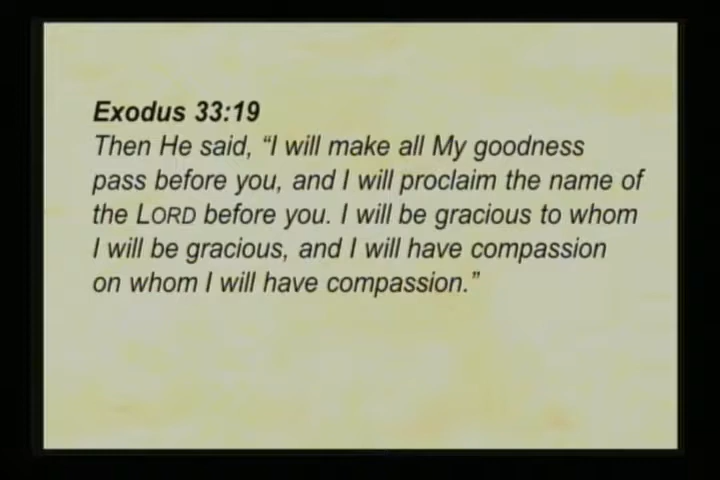 Exodus 33:19
Then He said, “I will make all My goodness
pass before you, and I will proclaim the name of
the LORD before you. I will be gracious to whom
I will be gracious, and I will have compassion
on whom I will have compassion.”